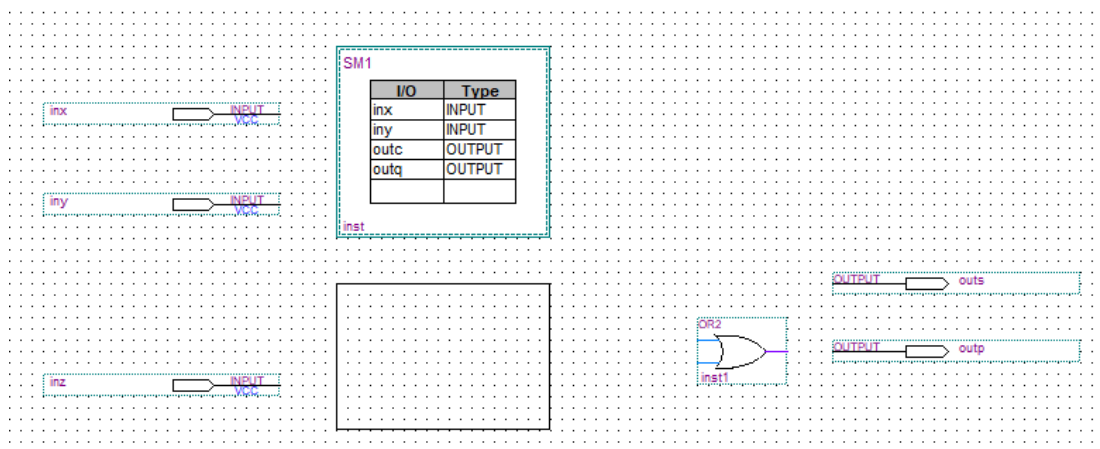 SM1
I/O Type
inx INPUT
iny INPUT
outc OUTPUT
outq OUTPUT
inst
inx INPUT
VCC
iny INPUT
VCC
inz INPUT
VCC
OR2
inst1
OUTPUT outs
OUTPUT outp